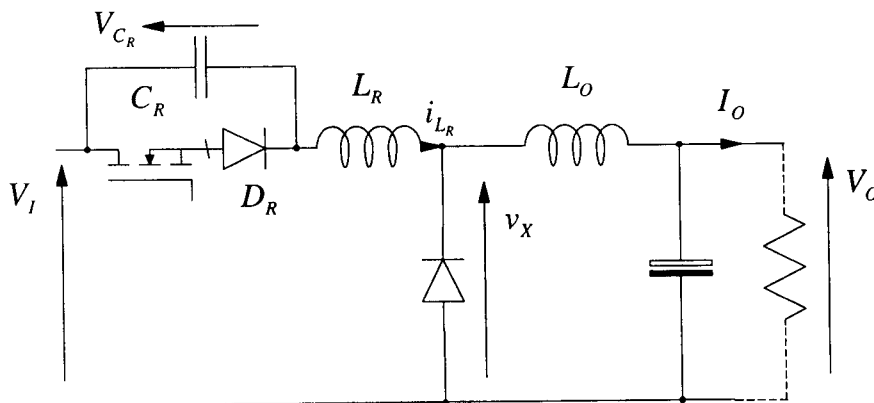 V_{C_R}
C_R
L_R
L_O
i_{L_R}
I_O
V_I
D_R
v_X
V_O